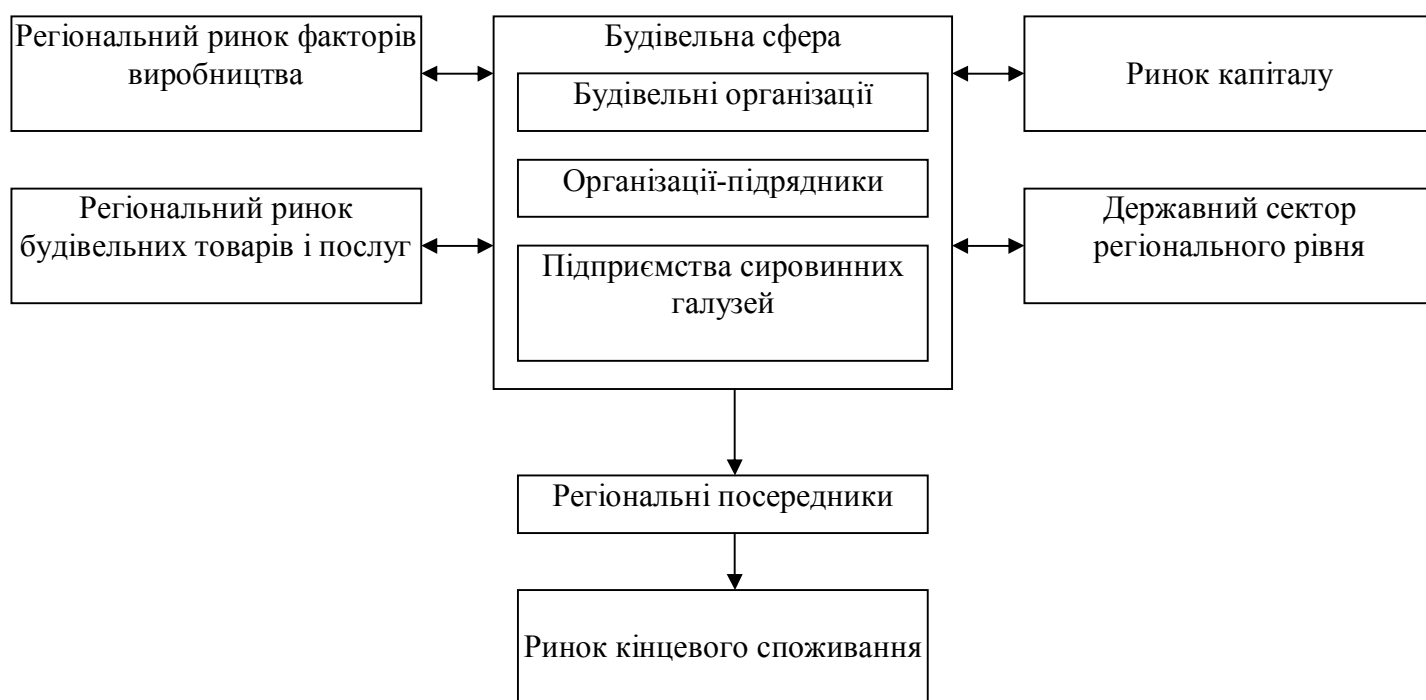 Регіональний ринок факторів
виробництва
Будівельна сфера
Будівельні організації
Організації-підрядники
Підприємства сировинних
галузей
Ринок капіталу
Регіональний ринок
будівельних товарів і послуг
Державний сектор
регіонального рівня
Регіональні посередники
Ринок кінцевого споживання